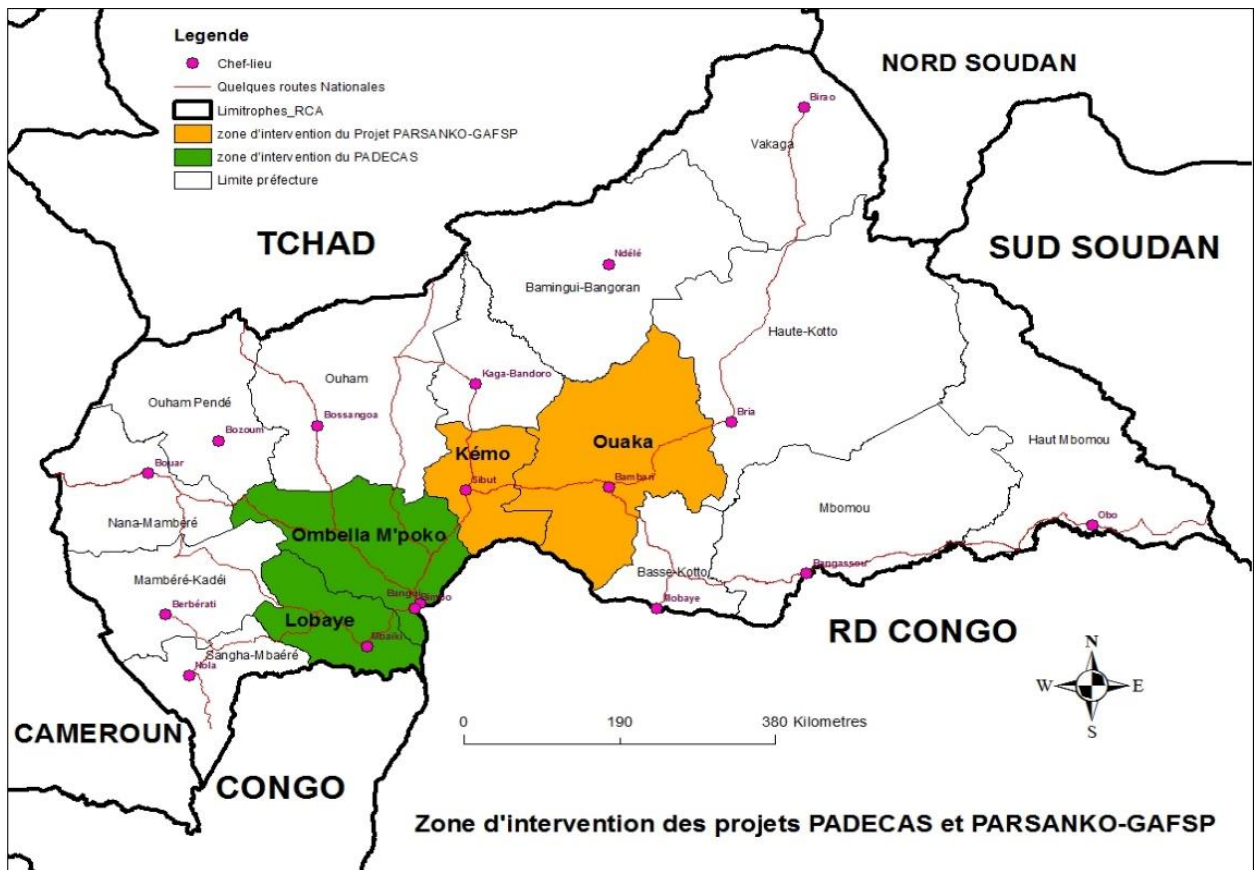 Legende
Chef-lieu
Quelques routes Nationales
Limitrophes_RCA
zone d'intervention du Projet PARSANKO-GAFSP
zone d'intervention du PADECAS
Limite préfecture
NORD SOUDAN
Birao
Vakaga
TCHAD
SUD SOUDAN
Ndélé
Bamingui-Bangoran
Haute-Kotto
Ouham
Kaga-Bandoro
Ouham Pendé
Bossangoa
Bozoum
Bria
Kémo
Ouaka
Haut Mbomou
Bouar
Sibut
Bambari
Mbomou
Nana-Mambéré
Ombella M'poko
Obo
Mambéré-Kadéi
Basse-Kotto
Bangassou
Bangui
Bimbo
Berbérati
Mobaye
Lobaye
Mbaiki
RD CONGO
Sangha-Mbaéré
Nola
N
W
E
S
0
190
380 Kilometres
CAMEROUN
CONGO
Zone d'intervention des projets PADECAS et PARSANKO-GAFSP